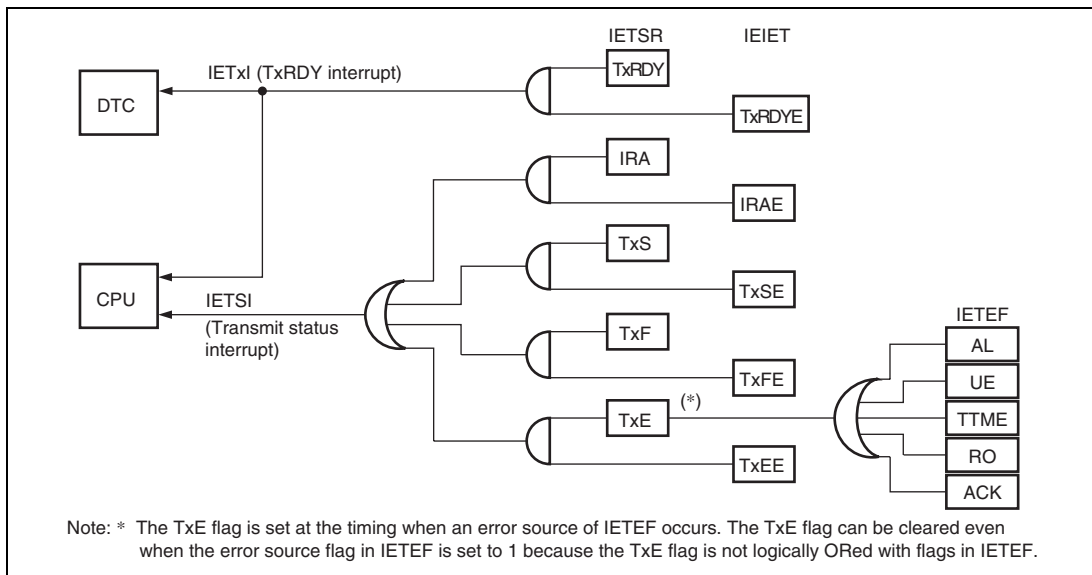 IETSR
IEIET
IETxI (TxRDY interrupt)
TxRDY
DTC
TxRDYE
IRA
IRAE
TxS
CPU
IETSI
(Transmit status
interrupt)
TxSE
IETEF
TxF
AL
TxFE
UE
TxE
(*)
TTME
TxEE
RO
ACK
Note: * The TxE flag is set at the timing when an error source of IETEF occurs. The TxE flag can be cleared even
when the error source flag in IETEF is set to 1 because the TxE flag is not logically ORed with flags in IETEF.